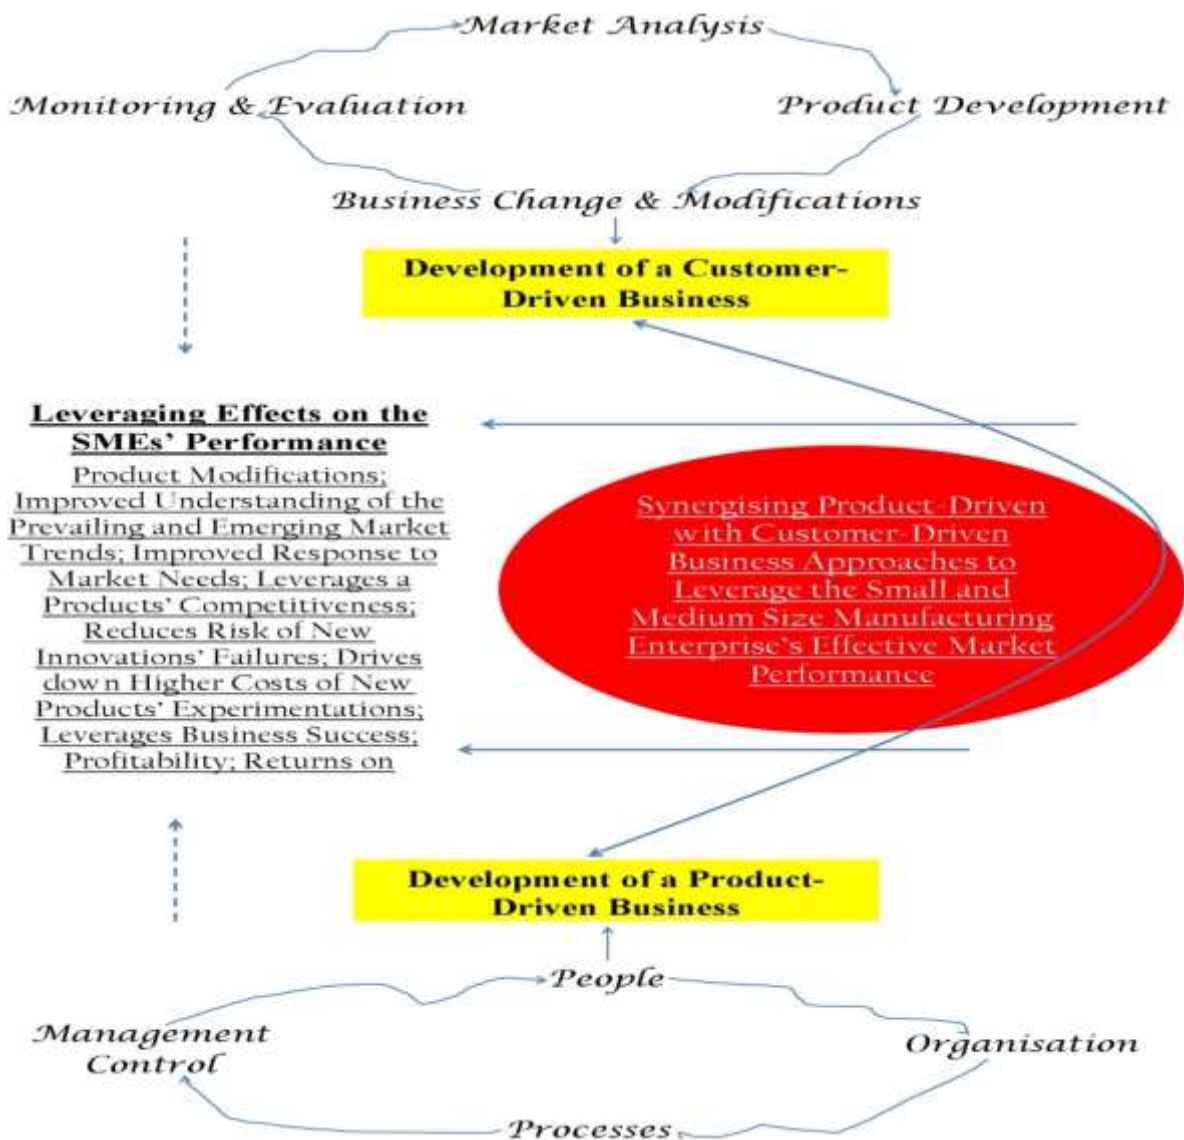 Market Analysis
Monitoring & Evaluation
Product Development
Business Change & Modifications
Development of a Customer-
Driven Business
Leveraging Effects on the
SMEs’ Performance
Product Modifications;
Improved Understanding of the
Prevailing and Emerging Market
Trends; Improved Response to
Market Needs; Leverages a
Products’ Competitiveness;
Reduces Risk of New
Innovations’ Failures; Drives
down Higher Costs of New
Products’ Experimentations;
Leverages Business Success;
Profitability; Returns on
Synergising Product-Driven
with Customer-Driven
Business Approaches to
Leverage the Small and
Medium Size Manufacturing
Enterprise’s Effective Market
Performance
Development of a Product-
Driven Business
People
Management
Control
Organisation
Processes